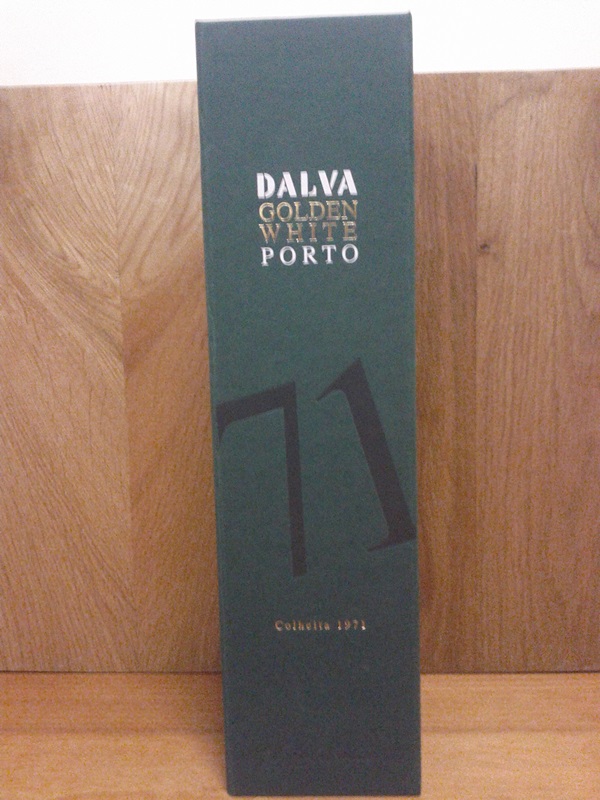 DALVA
GOLDEN
WHITE
PORTO
71
Colheita 1971